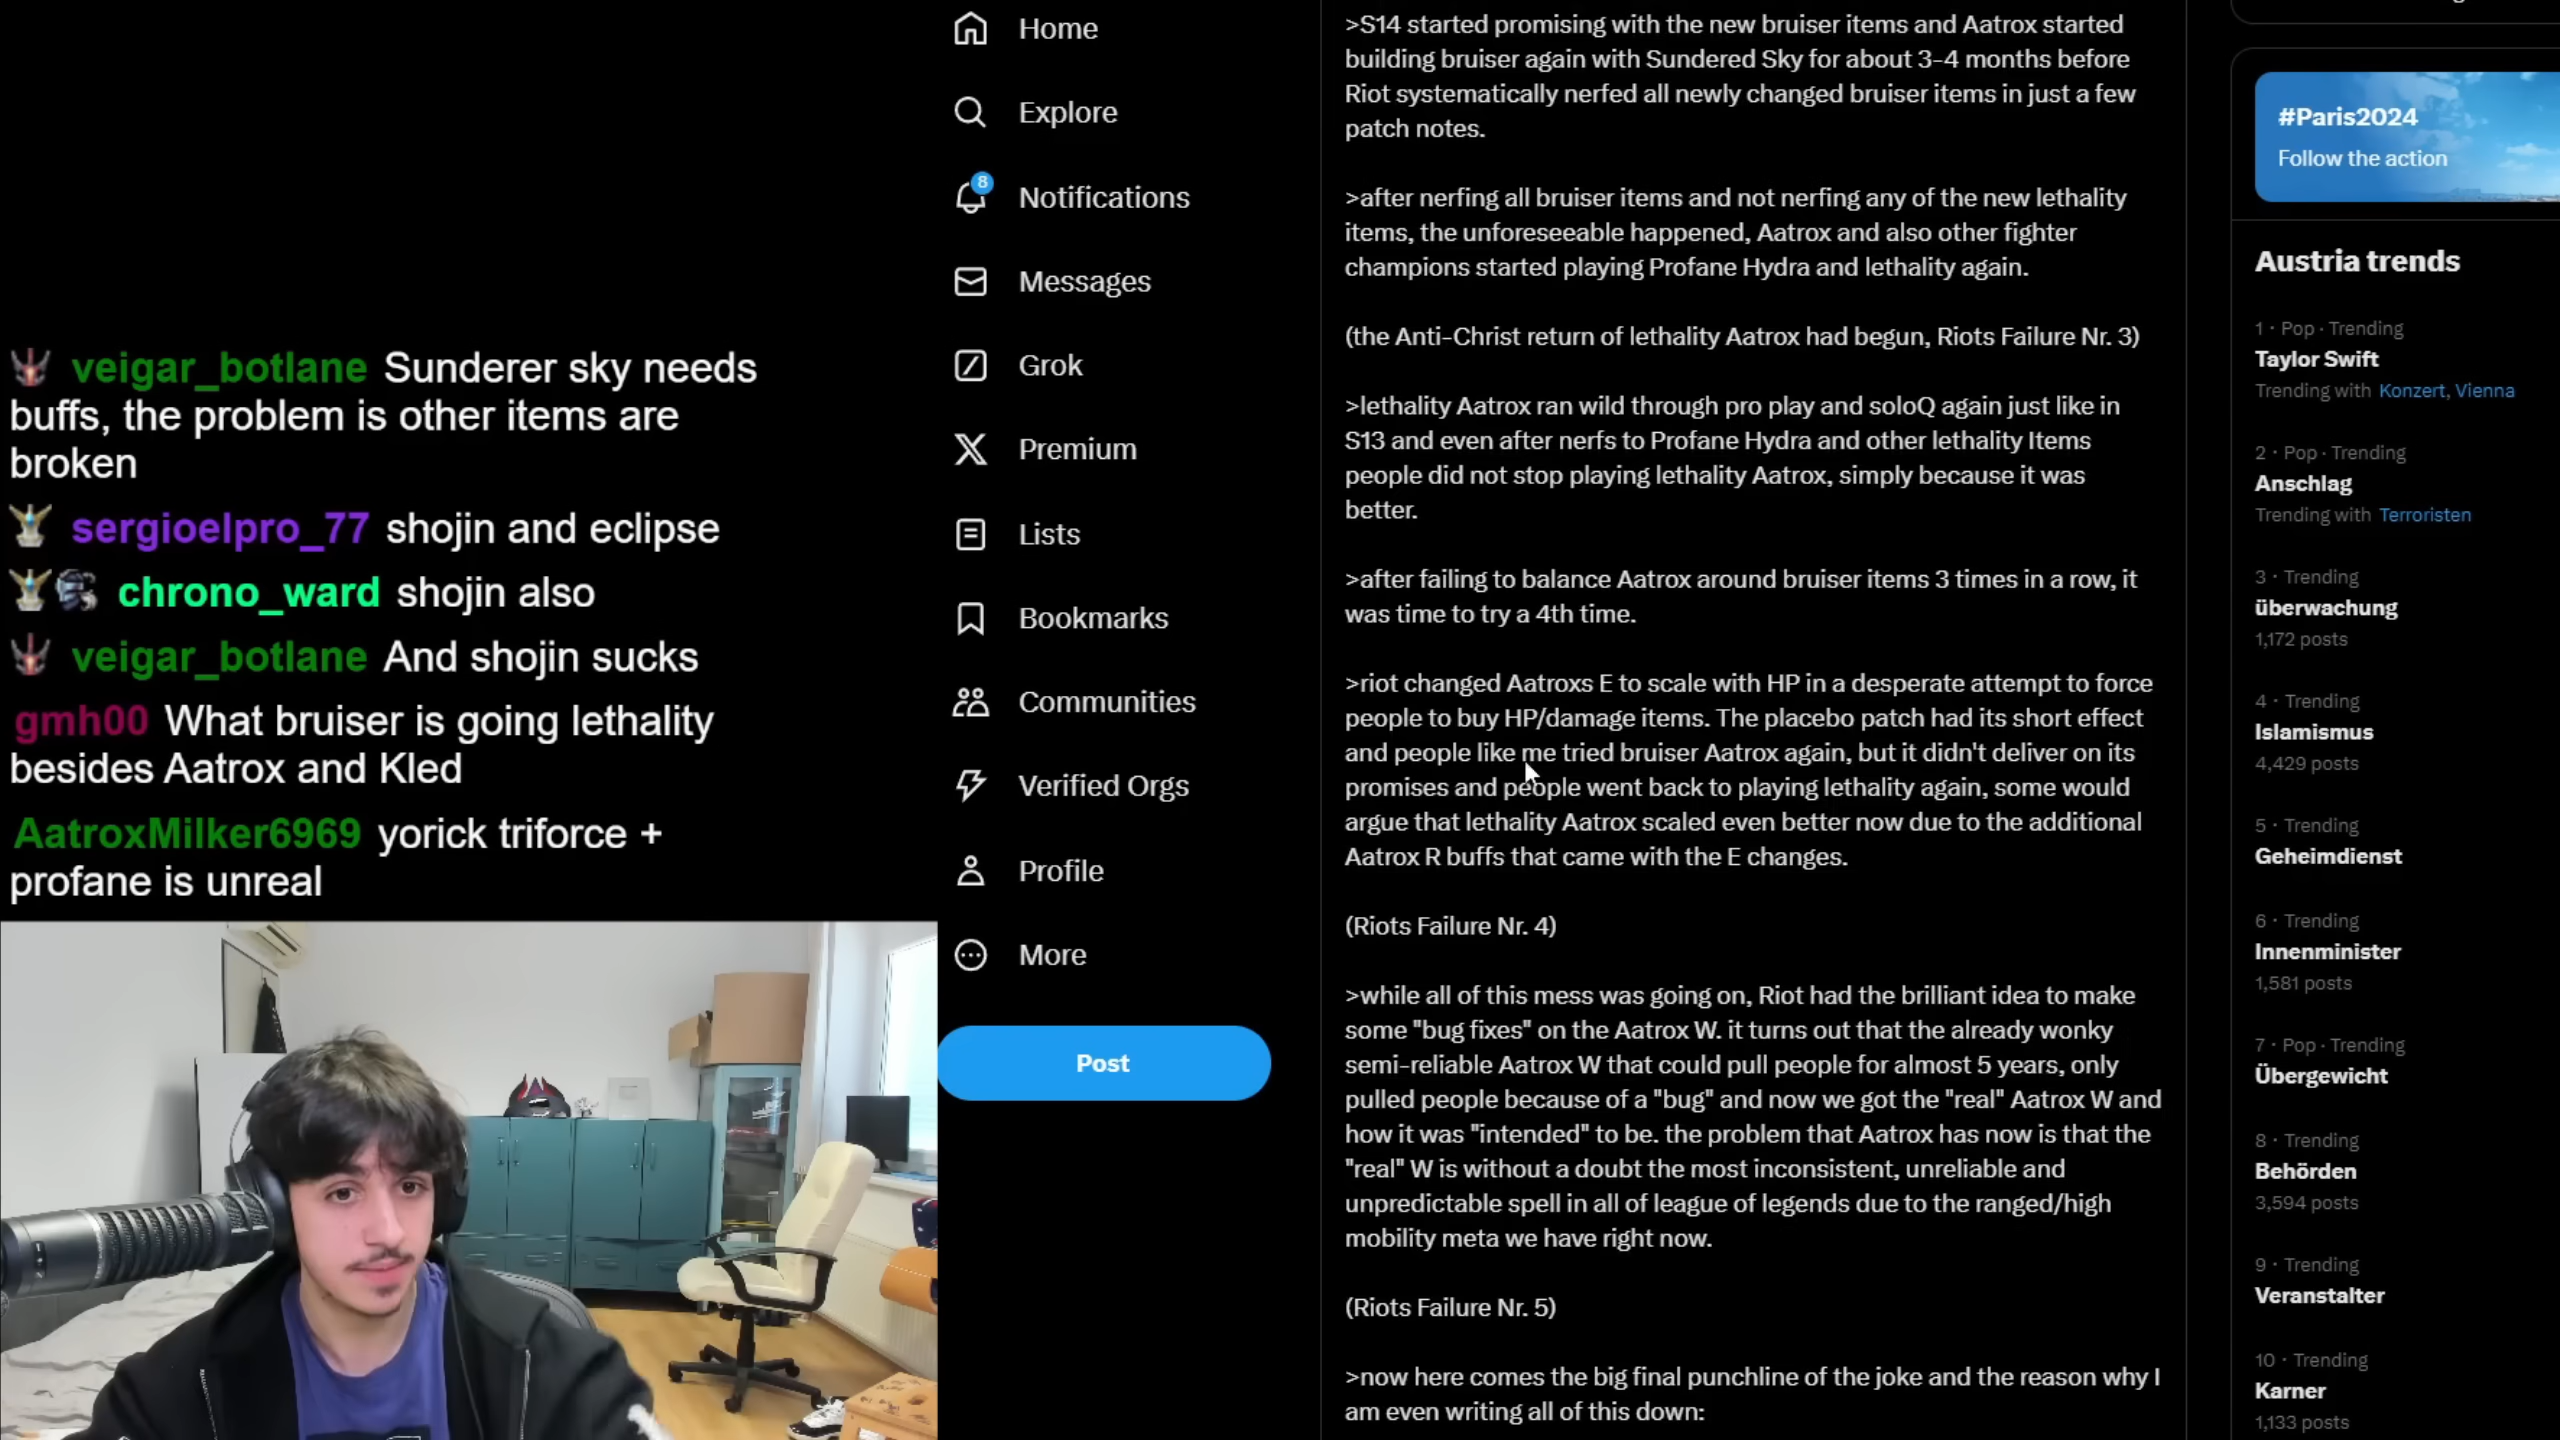 veigar_botlane Sunderer sky needs
buffs, the problem is other items are
broken
sergioelpro_77 shojin and eclipse
chrono_ward shojin also
veigar_botlane And shojin sucks
gmh00 What bruiser is going lethality
besides Aatrox and Kled
AatroxMilker6969 yorick triforce +
profane is unreal
Home
Explore
8
Notifications
Messages
Grok
Premium
Lists
Bookmarks
Communities
Verified Orgs
Profile
More
Post
>S14 started promising with the new bruiser items and Aatrox started
building bruiser again with Sundered Sky for about 3-4 months before
Riot systematically nerfed all newly changed bruiser items in just a few
patch notes.
>after nerfing all bruiser items and not nerfing any of the new lethality
items, the unforeseeable happened, Aatrox and also other fighter
champions started playing Profane Hydra and lethality again.
(the Anti-Christ return of lethality Aatrox had begun, Riots Failure Nr. 3)
>lethality Aatrox ran wild through pro play and soloQ again just like in
S13 and even after nerfs to Profane Hydra and other lethality Items
people did not stop playing lethality Aatrox, simply because it was
better.
>after failing to balance Aatrox around bruiser items 3 times in a row, it
was time to try a 4th time.
>riot changed Aatroxs E to scale with HP in a desperate attempt to force
people to buy HP/damage items. The placebo patch had its short effect
and people like me tried bruiser Aatrox again, but it didn't deliver on its
promises and people went back to playing lethality again, some would
argue that lethality Aatrox scaled even better now due to the additional
Aatrox R buffs that came with the E changes.
(Riots Failure Nr. 4)
>while all of this mess was going on, Riot had the brilliant idea to make
some "bug fixes" on the Aatrox W. it turns out that the already wonky
semi-reliable Aatrox W that could pull people for almost 5 years, only
pulled people because of a "bug" and now we got the "real" Aatrox W and
how it was "intended" to be. the problem that Aatrox has now is that the
"real" W is without a doubt the most inconsistent, unreliable and
unpredictable spell in all of league of legends due to the ranged/high
mobility meta we have right now.
(Riots Failure Nr. 5)
>now here comes the big final punchline of the joke and the reason why I
am even writing all of this down:
#Paris2024
Follow the action
Austria trends
1 · Pop · Trending
Taylor Swift
Trending with Konzert, Vienna
2 · Pop · Trending
Anschlag
Trending with Terroristen
3 · Trending
überwachung
1,172 posts
4 · Trending
Islamismus
4,429 posts
5 · Trending
Geheimdienst
6 · Trending
Innenminister
1,581 posts
7 · Pop · Trending
Übergewicht
8 · Trending
Behörden
3,594 posts
9 · Trending
Veranstalter
10 · Trending
Karner
1,133 posts